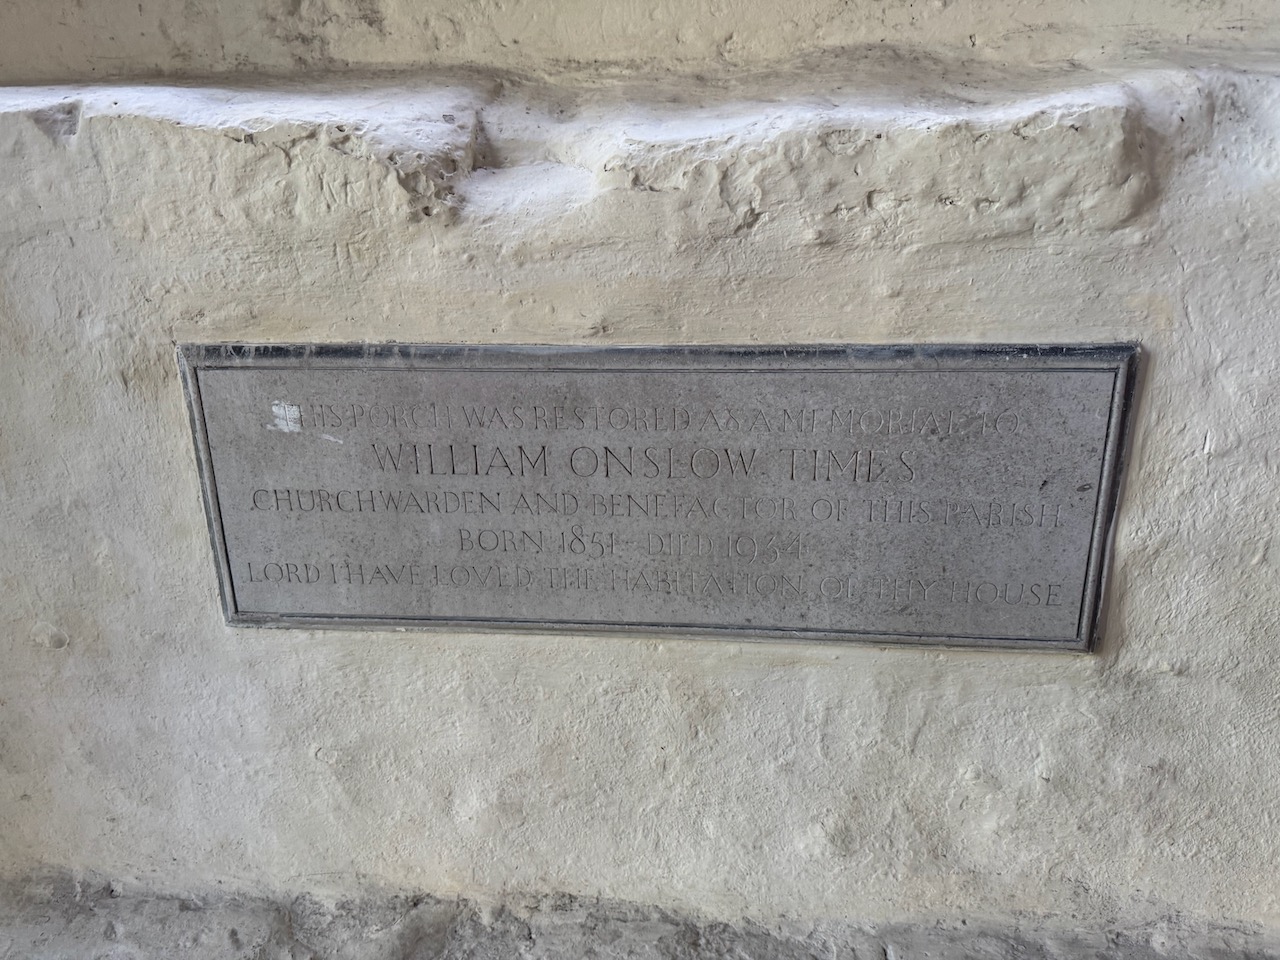 THIS PORCH WAS RESTORED AS A MEMORIAL TO
WILLIAM ONSLOW TIMES
CHURCHWARDEN AND BENEFACTOR OF THIS PARISH
BORN 1851 - DIED 1934
LORD I HAVE LOVED THE HABITATION OF THY HOUSE